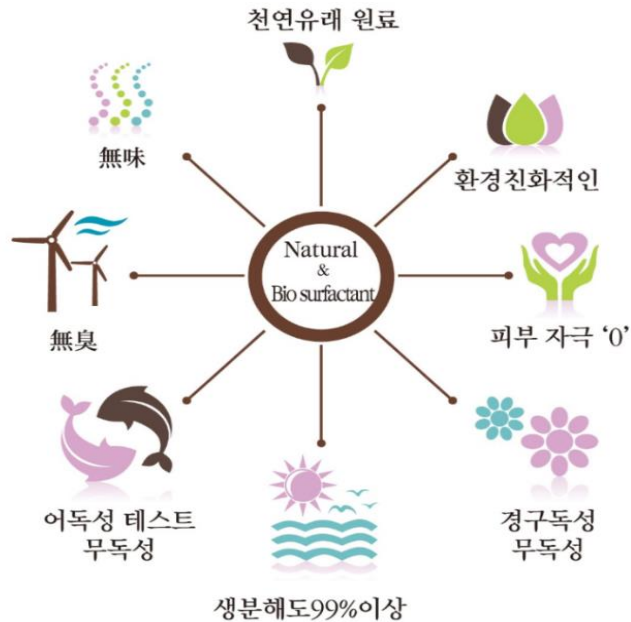 천연유래 원료
無味
환경친화적인
Natural
&
Bio surfactant
無臭
피부 자극 ‘0’
어독성 테스트
무독성
경구독성
무독성
생분해도99%이상